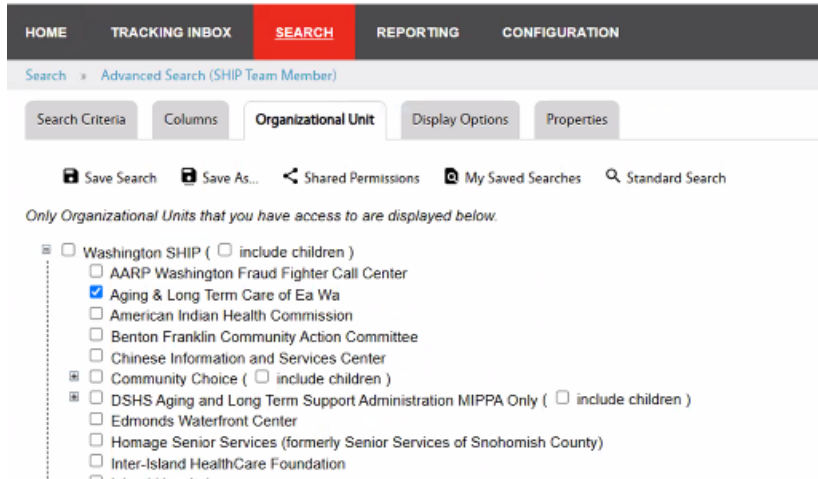 HOME TRACKING INBOX SEARCH REPORTING CONFIGURATION
Search » Advanced Search (SHIP Team Member)
Search Criteria Columns Organizational Unit Display Options Properties
Save Search Save As... Shared Permissions My Saved Searches Standard Search
Only Organizational Units that you have access to are displayed below.
Washington SHIP ( include children )
AARP Washington Fraud Fighter Call Center
Aging & Long Term Care of Ea Wa
American Indian Health Commission
Benton Franklin Community Action Committee
Chinese Information and Services Center
Community Choice ( include children )
DSHS Aging and Long Term Support Administration MIPPA Only ( include children )
Edmonds Waterfront Center
Homage Senior Services (formerly Senior Services of Snohomish County)
Inter-Island HealthCare Foundation